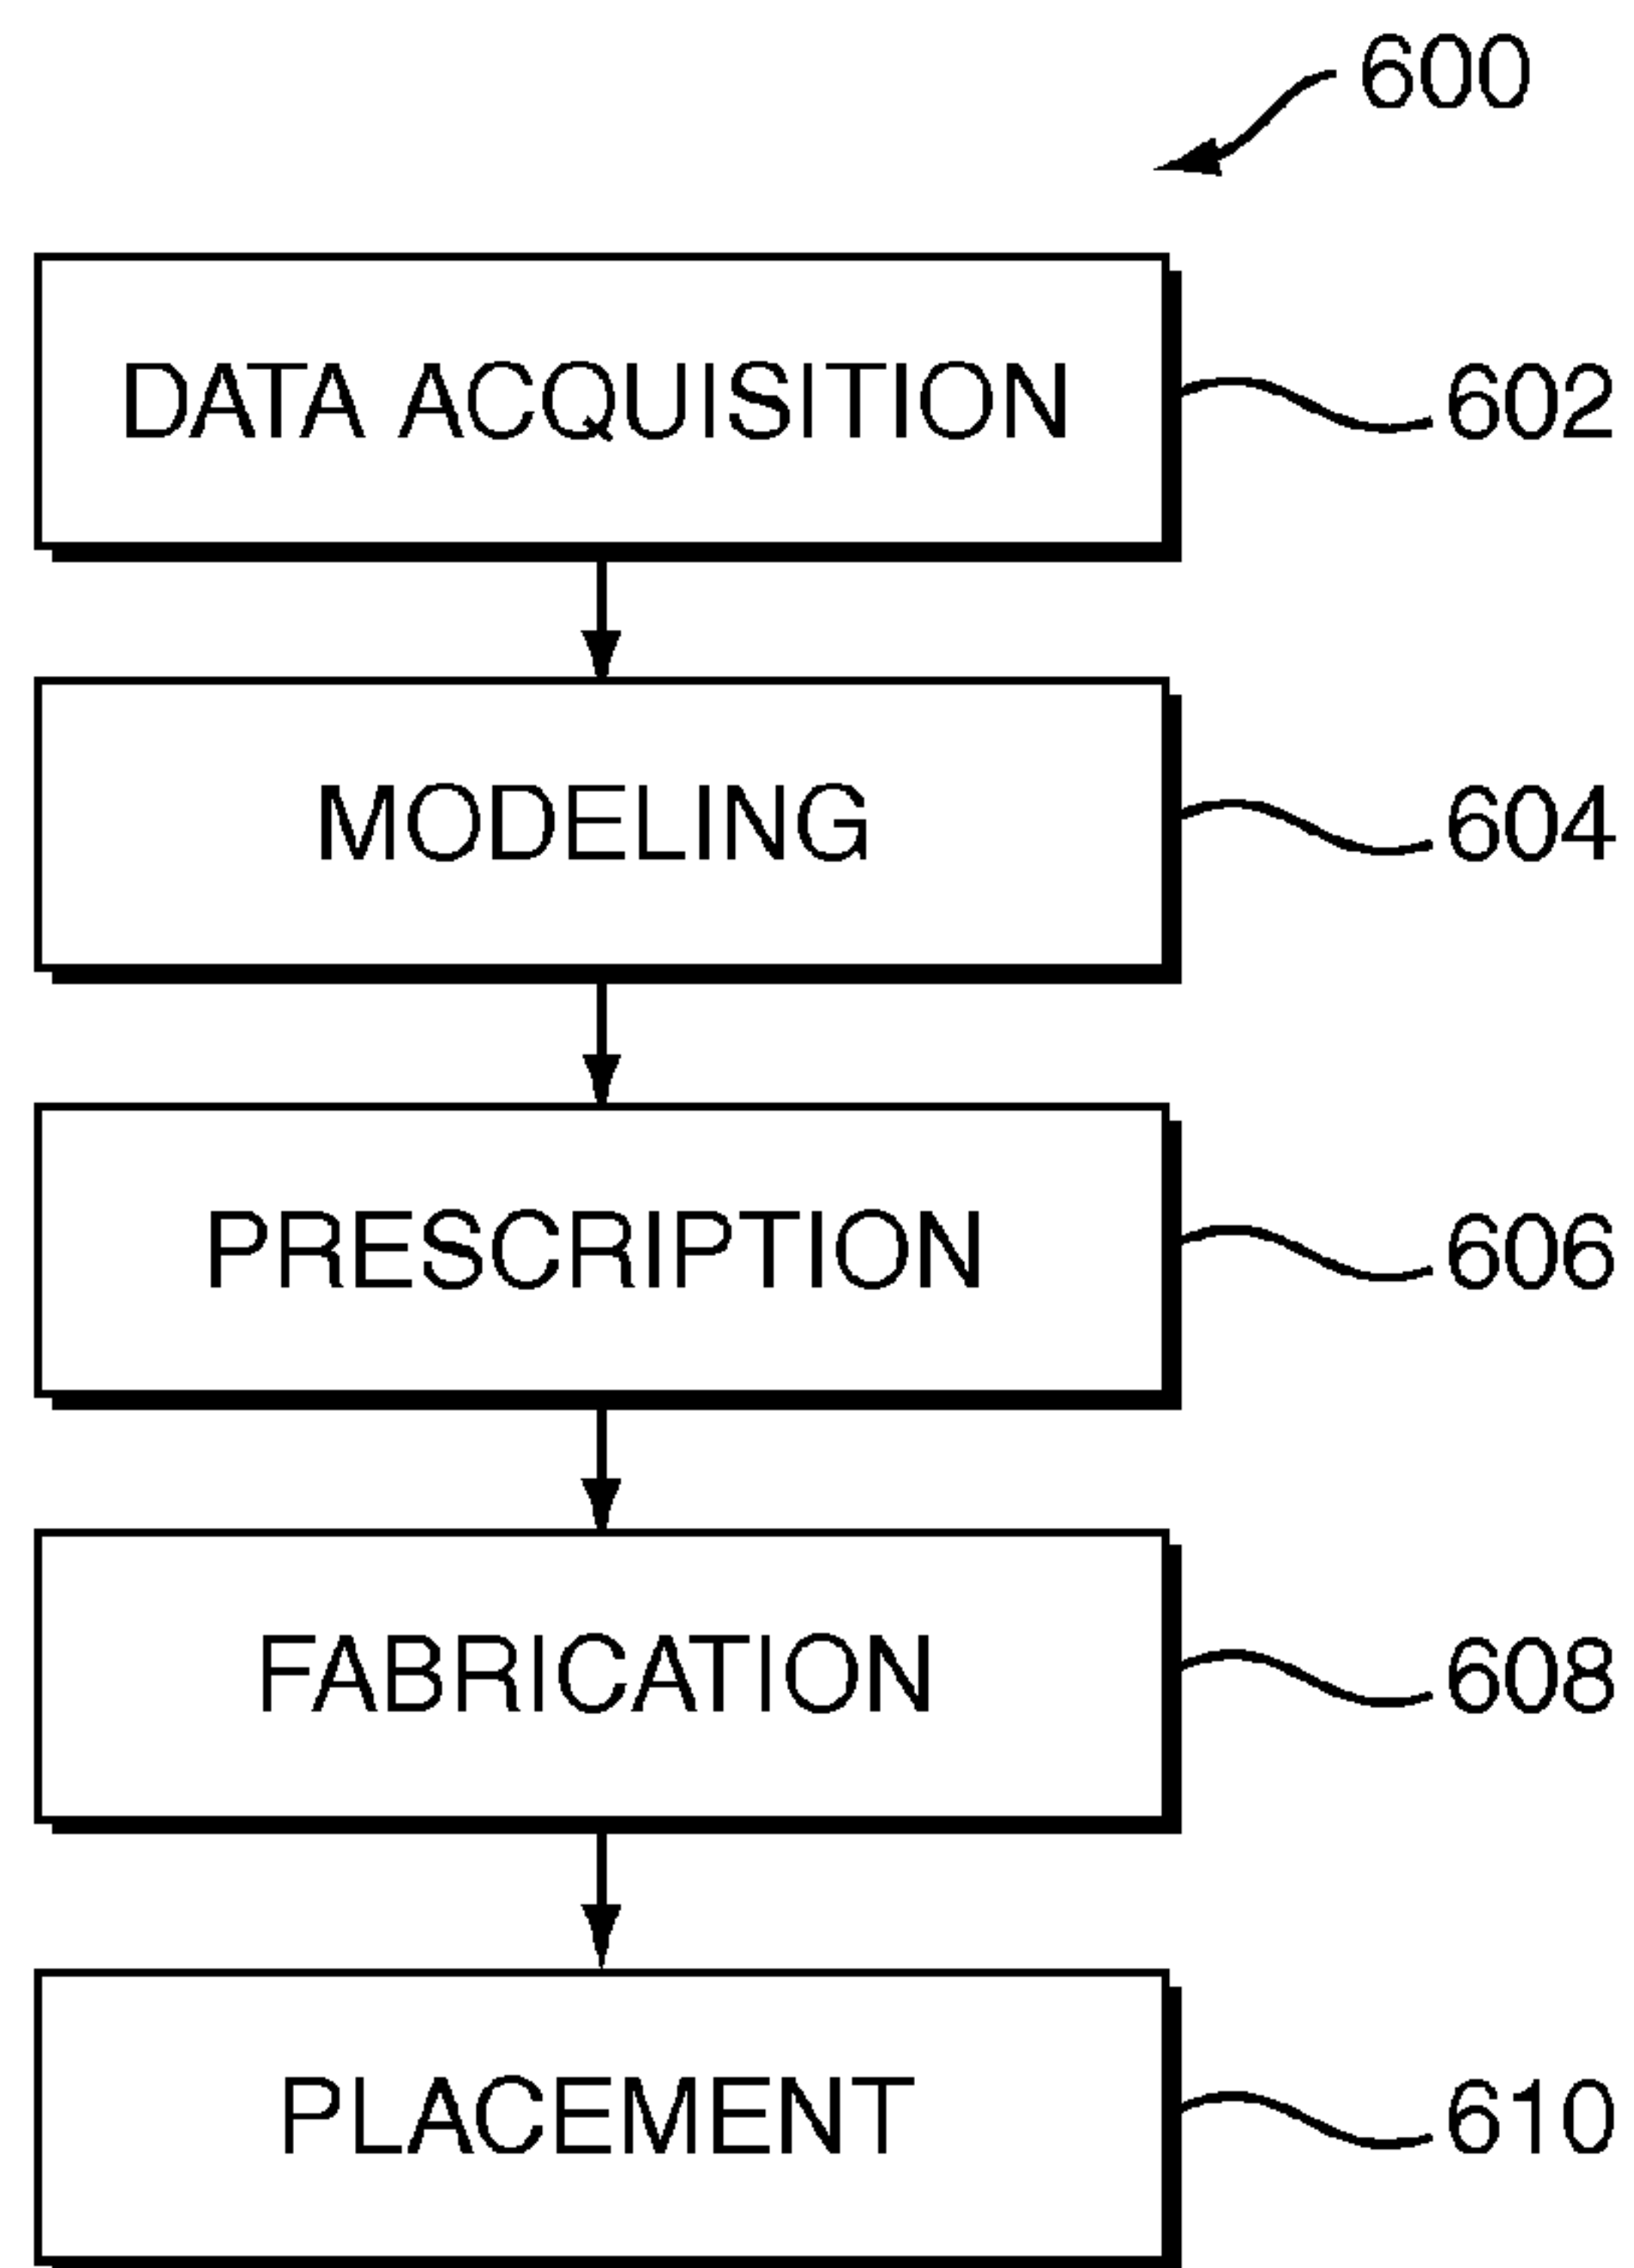 600
DATA ACQUISITION
602
MODELING
604
PRESCRIPTION
606
FABRICATION
608
PLACEMENT
610